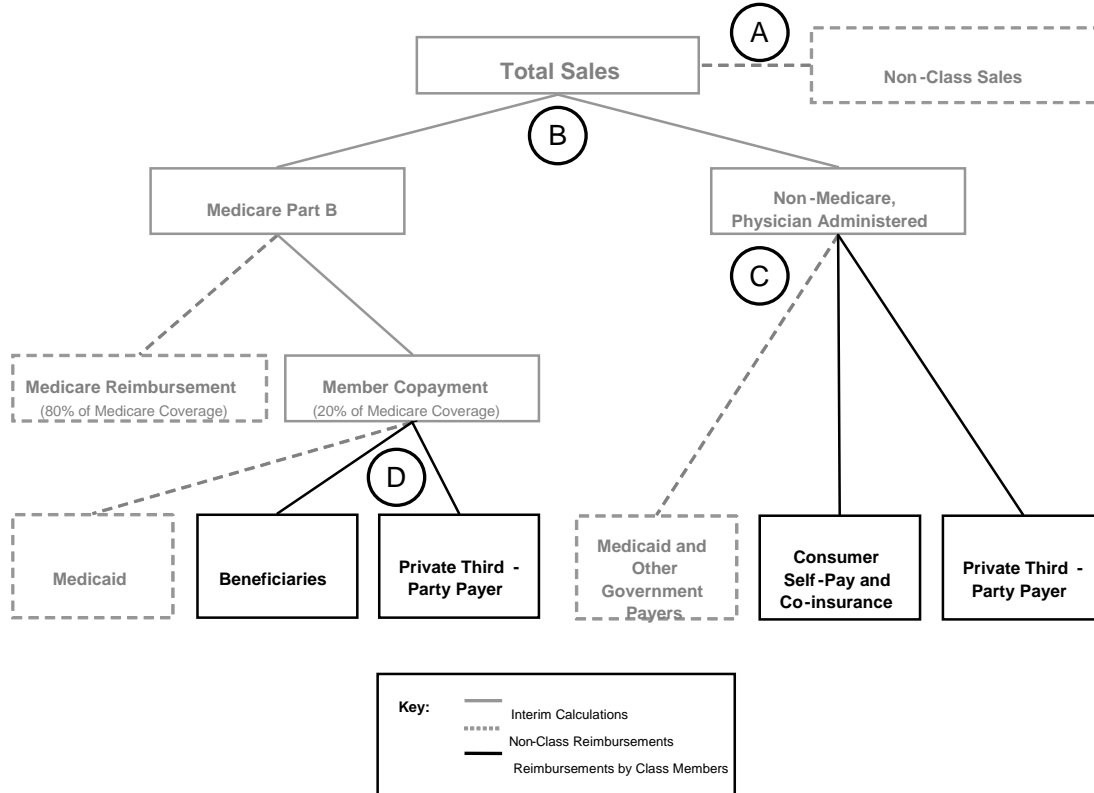 A
Total Sales
Non-Class Sales
B
Medicare Part B
Non-Medicare,
Physician Administered
C
Medicare Reimbursement
(80% of Medicare Coverage)
Member Copayment
(20% of Medicare Coverage)
D
Medicaid
Beneficiaries
Private Third -
Party Payer
Medicaid and
Other
Government
Payers
Consumer
Self-Pay and
Co-insurance
Private Third -
Party Payer
Key:
Interim Calculations
Non-Class Reimbursements
Reimbursements by Class Members